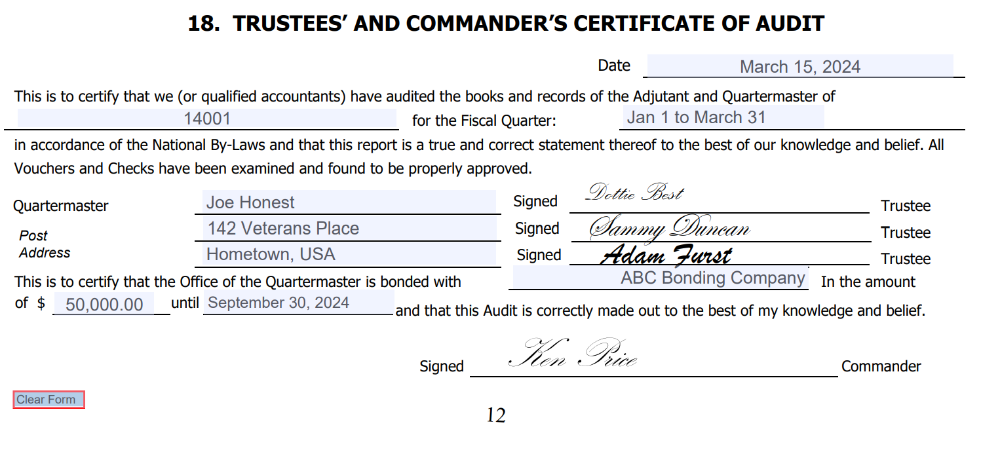 18. TRUSTEES’ AND COMMANDER’S CERTIFICATE OF AUDIT
Date March 15, 2024
This is to certify that we (or qualified accountants) have audited the books and records of the Adjutant and Quartermaster of
14001 for the Fiscal Quarter: Jan 1 to March 31
in accordance of the National By-Laws and that this report is a true and correct statement thereof to the best of our knowledge and belief. All
Vouchers and Checks have been examined and found to be properly approved.
Quartermaster Joe Honest Signed Dottie Best Trustee
Post 142 Veterans Place Signed Sammy Duncan Trustee
Address Hometown, USA Signed Adam Furst Trustee
This is to certify that the Office of the Quartermaster is bonded with ABC Bonding Company In the amount
of $ 50,000.00 until September 30, 2024 and that this Audit is correctly made out to the best of my knowledge and belief.
Signed Ken Price Commander
Clear Form
12